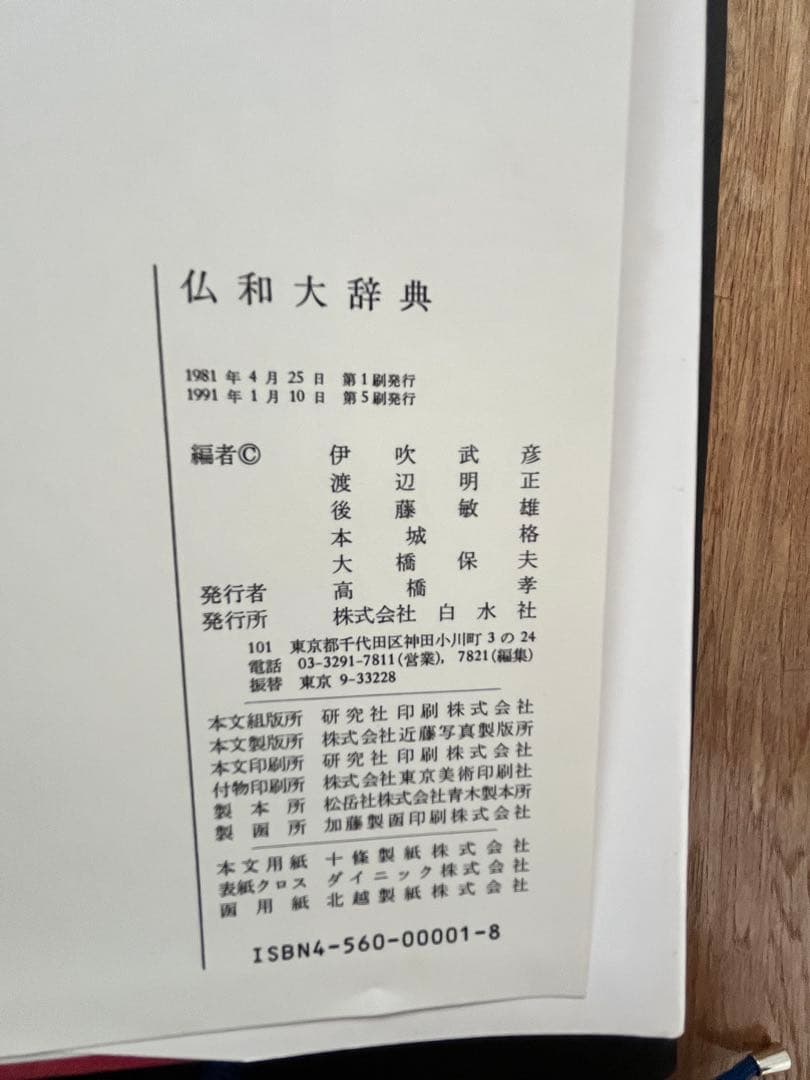 仏和大辞典
1981年4月25日 第1刷発行
1991年1月10日 第5刷発行
編者© 伊吹武彦
渡辺明正
後藤敏雄
本城格
大橋保夫
発行者 高橋孝
発行所 株式会社 白水社
101 東京都千代田区神田小川町3の24
電話 03-3291-7811(営業), 7821(編集)
振替 東京 9-33228
本文組版所 研究社印刷株式会社
本文製版所 株式会社近藤写真製版所
本文印刷所 研究社印刷株式会社
付物印刷所 株式会社東京美術印刷社
製本所 松岳社株式会社青木製本所
製函所 加藤製函印刷株式会社
本文用紙 十條製紙株式会社
表紙クロス ダイニック株式会社
函用紙 北越製紙株式会社
ISBN4-560-00001-8